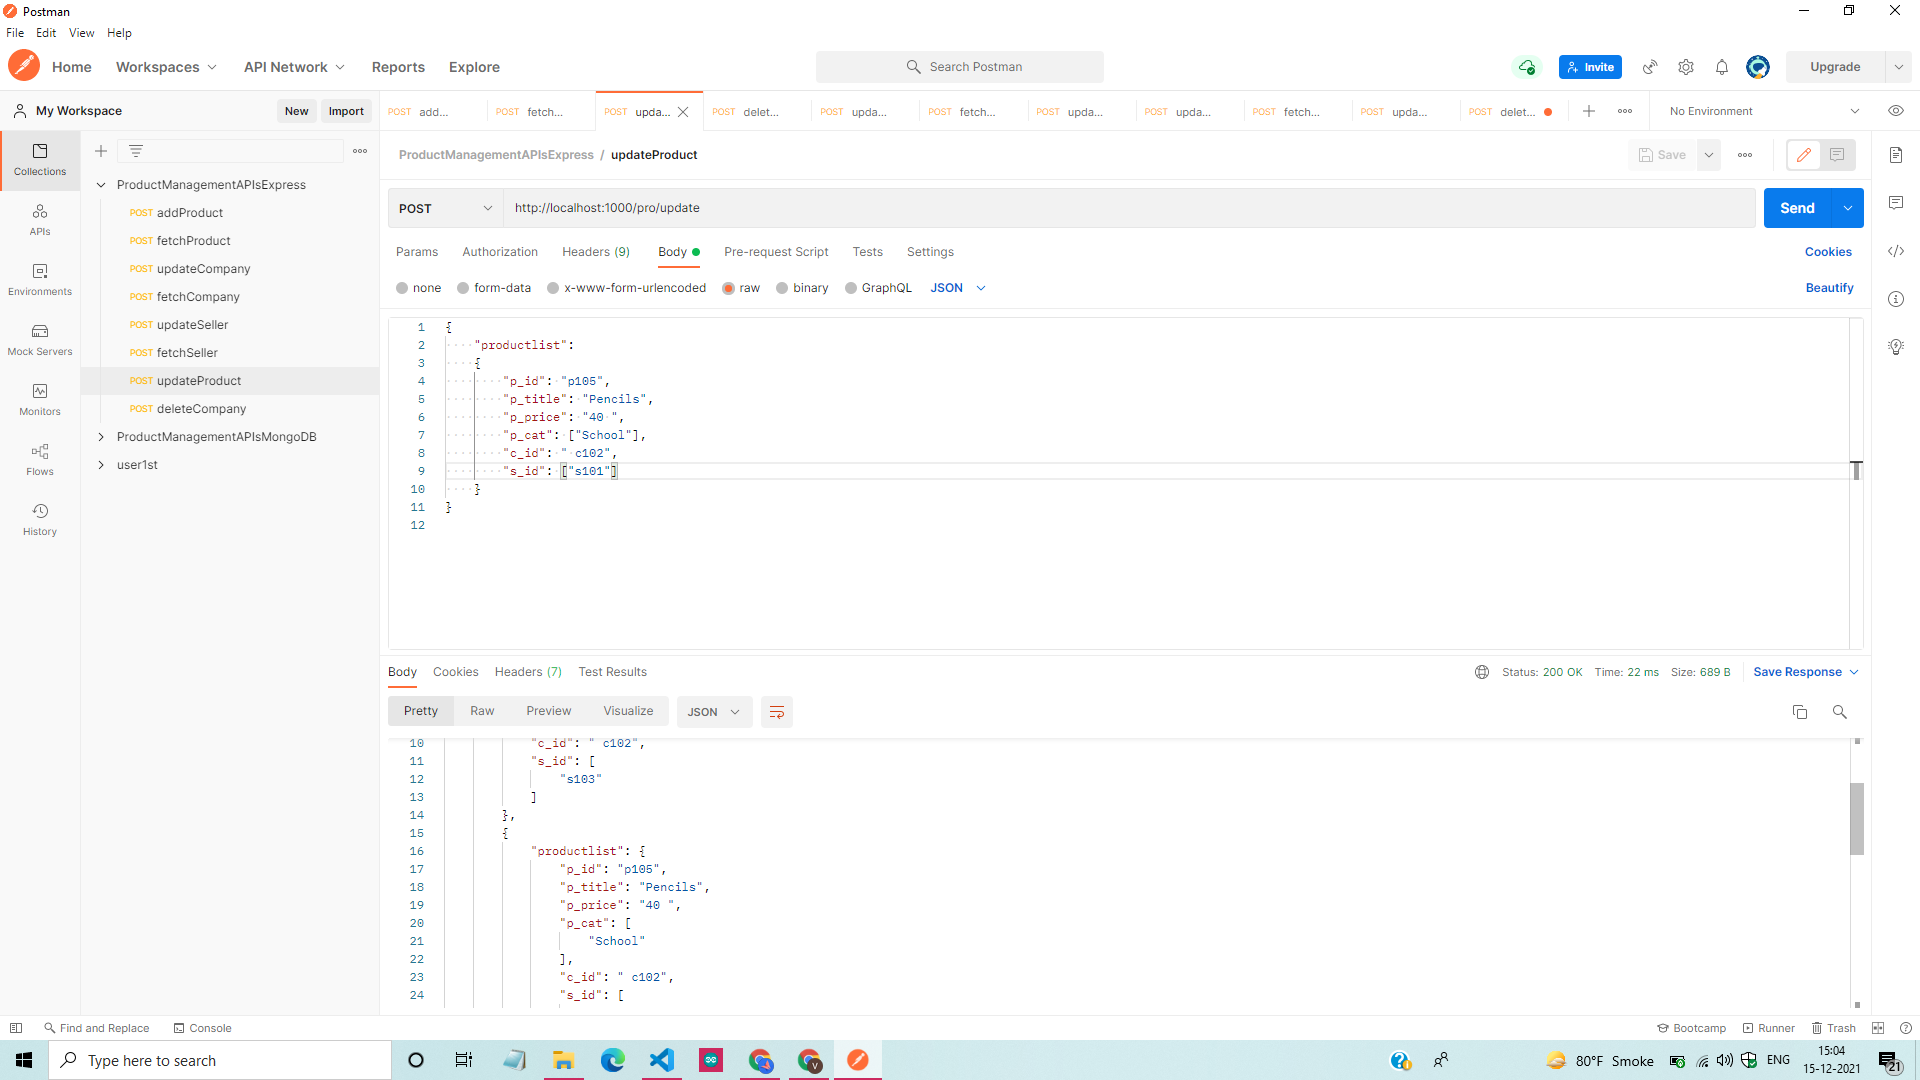 Postman
File Edit View Help
Home Workspaces API Network Reports Explore Search Postman Invite Upgrade
My Workspace New Import
POST add... POST fetch... POST upda... POST delet... POST upda... POST fetch... POST upda... POST upda... POST fetch... POST upda... POST delet... No Environment
ProductManagementAPIsExpress / updateProduct Save
POST http://localhost:1000/pro/update Send
Params Authorization Headers (9) Body Pre-request Script Tests Settings Cookies
none form-data x-www-form-urlencoded raw binary GraphQL JSON Beautify
Collections
APIs
Environments
Mock Servers
Monitors
Flows
History
ProductManagementAPIsExpress
POST addProduct
POST fetchProduct
POST updateCompany
POST fetchCompany
POST updateSeller
POST fetchSeller
POST updateProduct
POST deleteCompany
ProductManagementAPIsMongoDB
user1st
1 {
2 "productlist":
3 {
4 "p_id": "p105",
5 "p_title": "Pencils",
6 "p_price": "40 ",
7 "p_cat": ["School"],
8 "c_id": " c102",
9 "s_id": ["s101"]
10 }
11 }
12
Body Cookies Headers (7) Test Results Status: 200 OK Time: 22 ms Size: 689 B Save Response
Pretty Raw Preview Visualize JSON
10 "c_id": " c102",
11 "s_id": [
12 "s103"
13 ]
14 },
15 {
16 "productlist": {
17 "p_id": "p105",
18 "p_title": "Pencils",
19 "p_price": "40 ",
20 "p_cat": [
21 "School"
22 ],
23 "c_id": " c102",
24 "s_id": [
Find and Replace Console Bootcamp Runner Trash
Type here to search 80°F Smoke ENG 15:04
15-12-2021 21